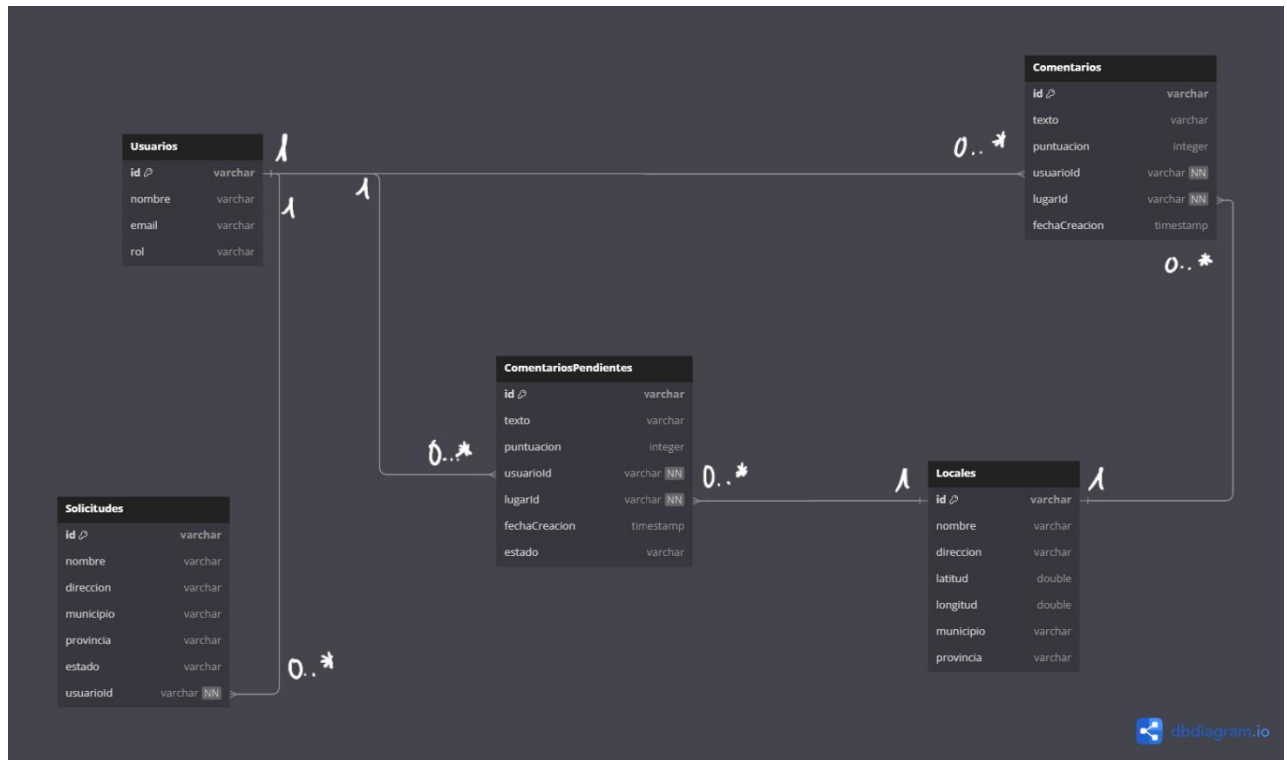 Usuarios
id varchar
nombre varchar
email varchar
rol varchar
1
1
1
Comentarios
id varchar
texto varchar
puntuacion integer
usuarioId varchar NN
lugarId varchar NN
fechaCreacion timestamp
0..*
0..*
ComentariosPendientes
id varchar
texto varchar
puntuacion integer
usuarioId varchar NN
lugarId varchar NN
fechaCreacion timestamp
estado varchar
0..*
0..*
1
Locales
id varchar
nombre varchar
direccion varchar
latitud double
longitud double
municipio varchar
provincia varchar
1
Solicitudes
id varchar
nombre varchar
direccion varchar
municipio varchar
provincia varchar
estado varchar
usuarioId varchar NN
0..*
dbdiagram.io